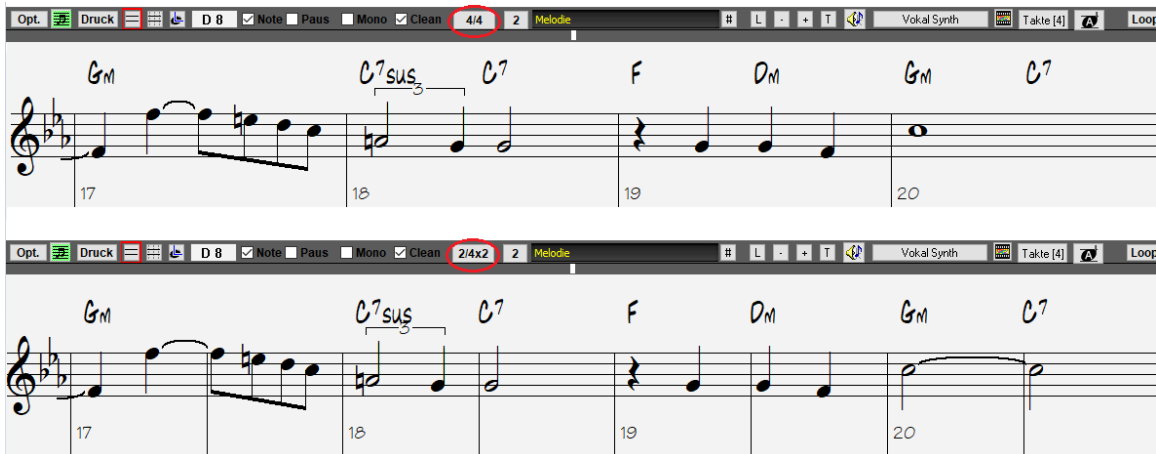 Opt. Druck D 8 Note Paus Mono Clean 4/4 2 Melodie # L - + T Vokal Synth Takte [4] A Loop
GM C7sus C7 F DM GM C7
3
17 18 19 20
Opt. Druck D 8 Note Paus Mono Clean 2/4x2 2 Melodie # L - + T Vokal Synth Takte [4] A Loop
GM C7sus C7 F DM GM C7
3
17 18 19 20